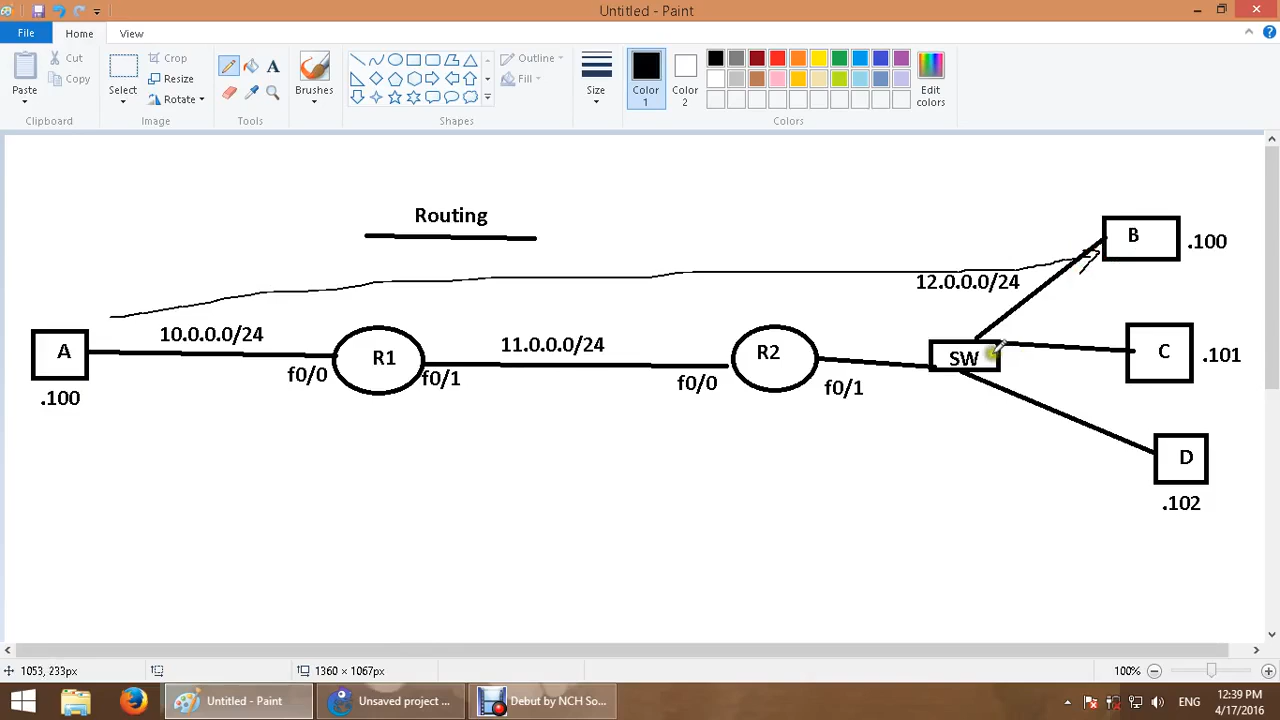 Untitled - Paint
File
Home
View
Paste
Cut
Copy
Clipboard
Select
Crop
Resize
Rotate
Image
A
Tools
Brushes
Shapes
Outline
Fill
Size
Color 1
Color 2
Edit colors
Colors
Routing
B
.100
12.0.0.0/24
10.0.0.0/24
11.0.0.0/24
A
R1
R2
SW
C
.101
f0/0
f0/1
f0/0
f0/1
.100
D
.102
1053, 233px
1360 × 1067px
100%
Untitled - Paint
Unsaved project ...
Debut by NCH So...
ENG
12:39 PM
4/17/2016